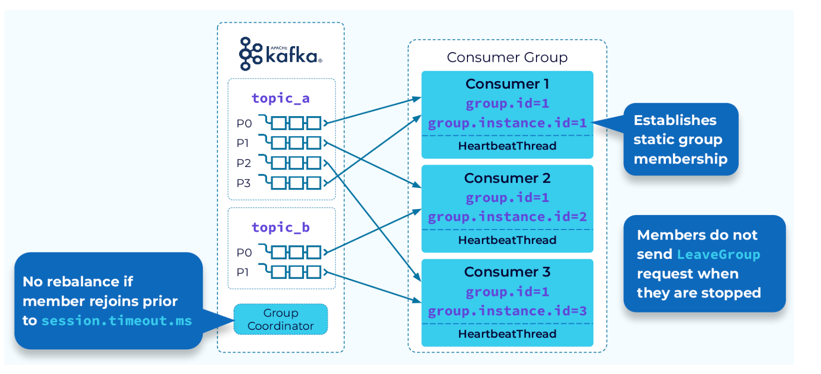 APACHE
kafka®
topic_a
P0
P1
P2
P3
topic_b
P0
P1
Group
Coordinator
Consumer Group
Consumer 1
group.id=1
group.instance.id=1
HeartbeatThread
Consumer 2
group.id=1
group.instance.id=2
HeartbeatThread
Consumer 3
group.id=1
group.instance.id=3
HeartbeatThread
Establishes
static group
membership
Members do not
send LeaveGroup
request when
they are stopped
No rebalance if
member rejoins prior
to session.timeout.ms